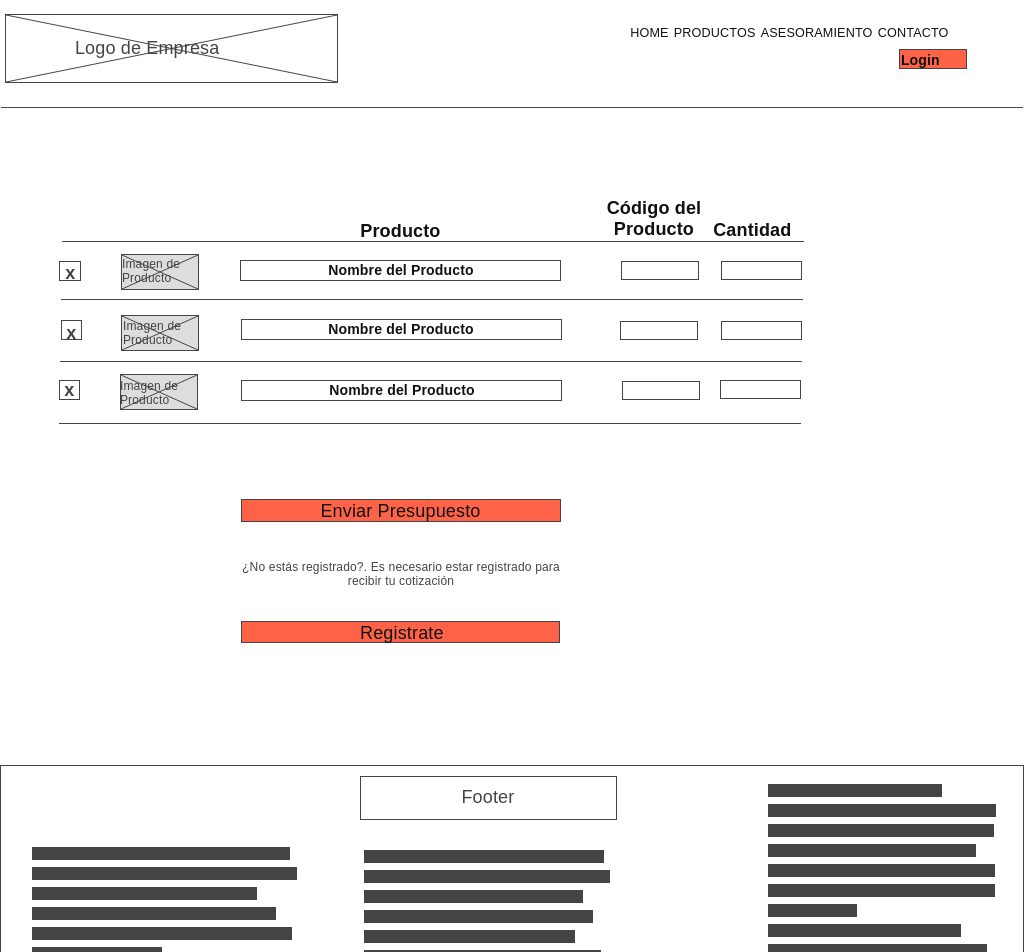 Logo de Empresa
HOME PRODUCTOS ASESORAMIENTO CONTACTO
Login
Producto
Código del
Producto
Cantidad
x
Imagen de
Producto
Nombre del Producto
x
Imagen de
Producto
Nombre del Producto
x
Imagen de
Producto
Nombre del Producto
Enviar Presupuesto
¿No estás registrado?. Es necesario estar registrado para
recibir tu cotización
Registrate
Footer